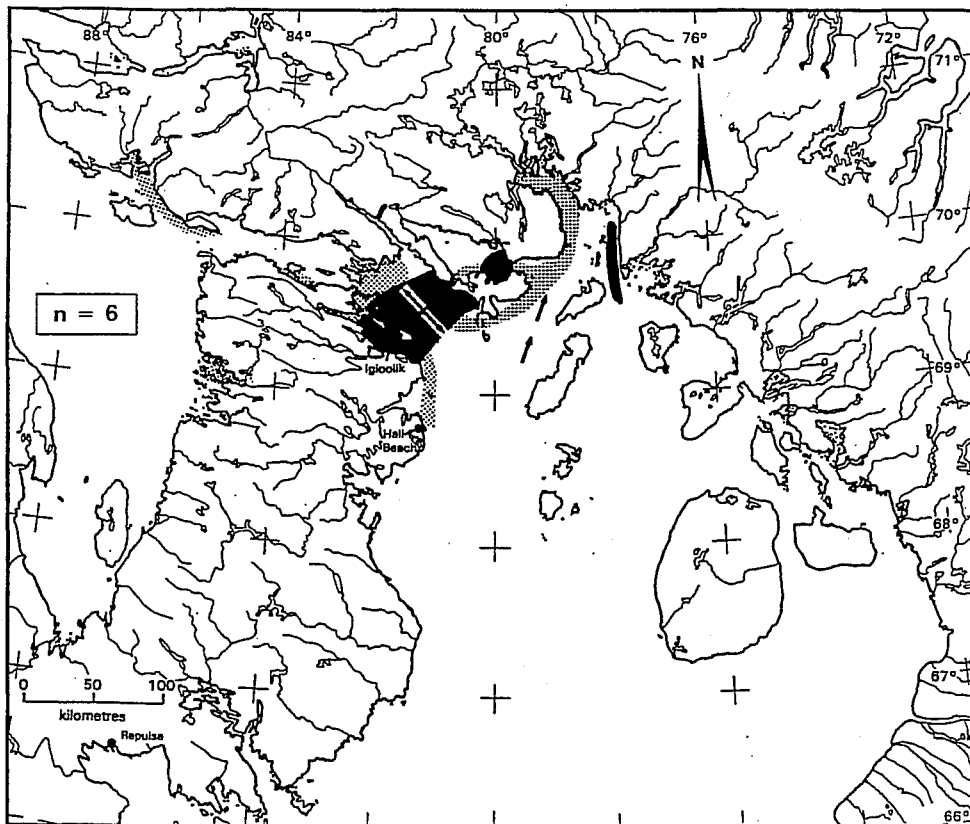 88° 84° 80° 76° 72°
71°
N
70°
n = 6
69°
Igloolik
Hall
Beach
68°
67°
0 50 100
kilometres
Repulse
66°